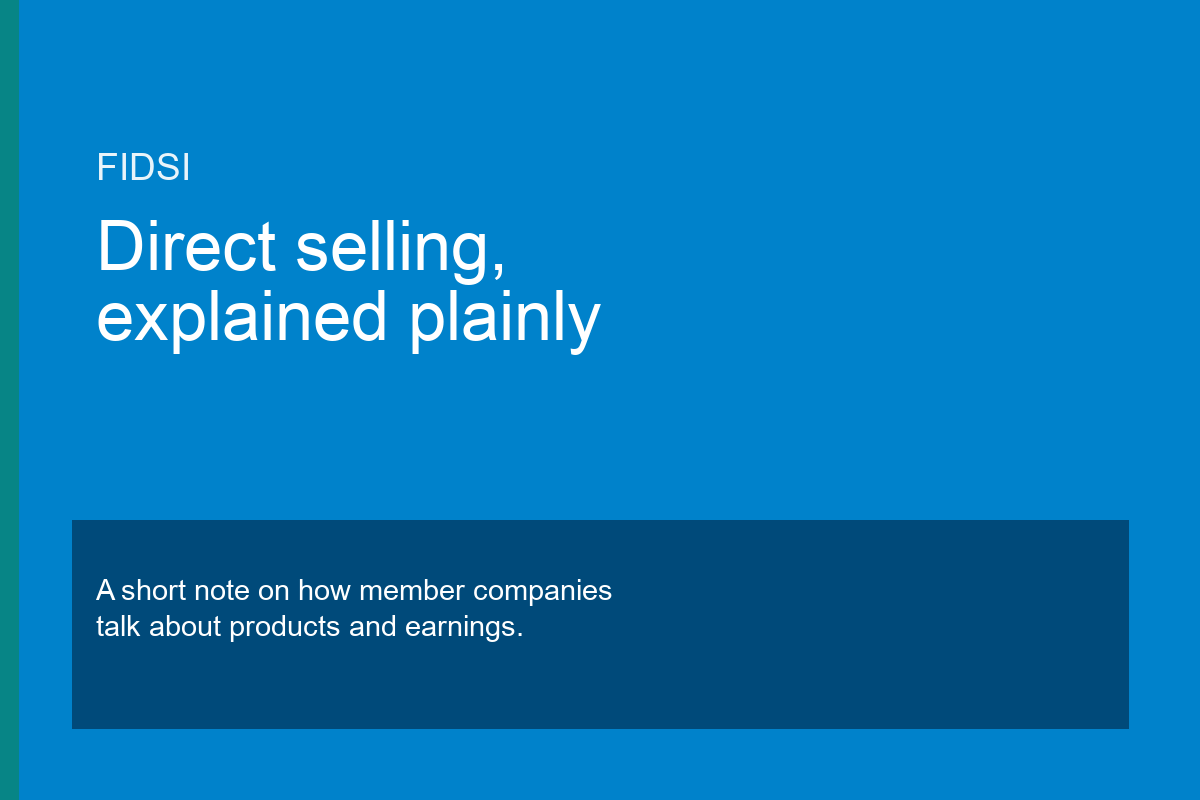 FIDSI
Direct selling,
explained plainly
A short note on how member companies
talk about products and earnings.